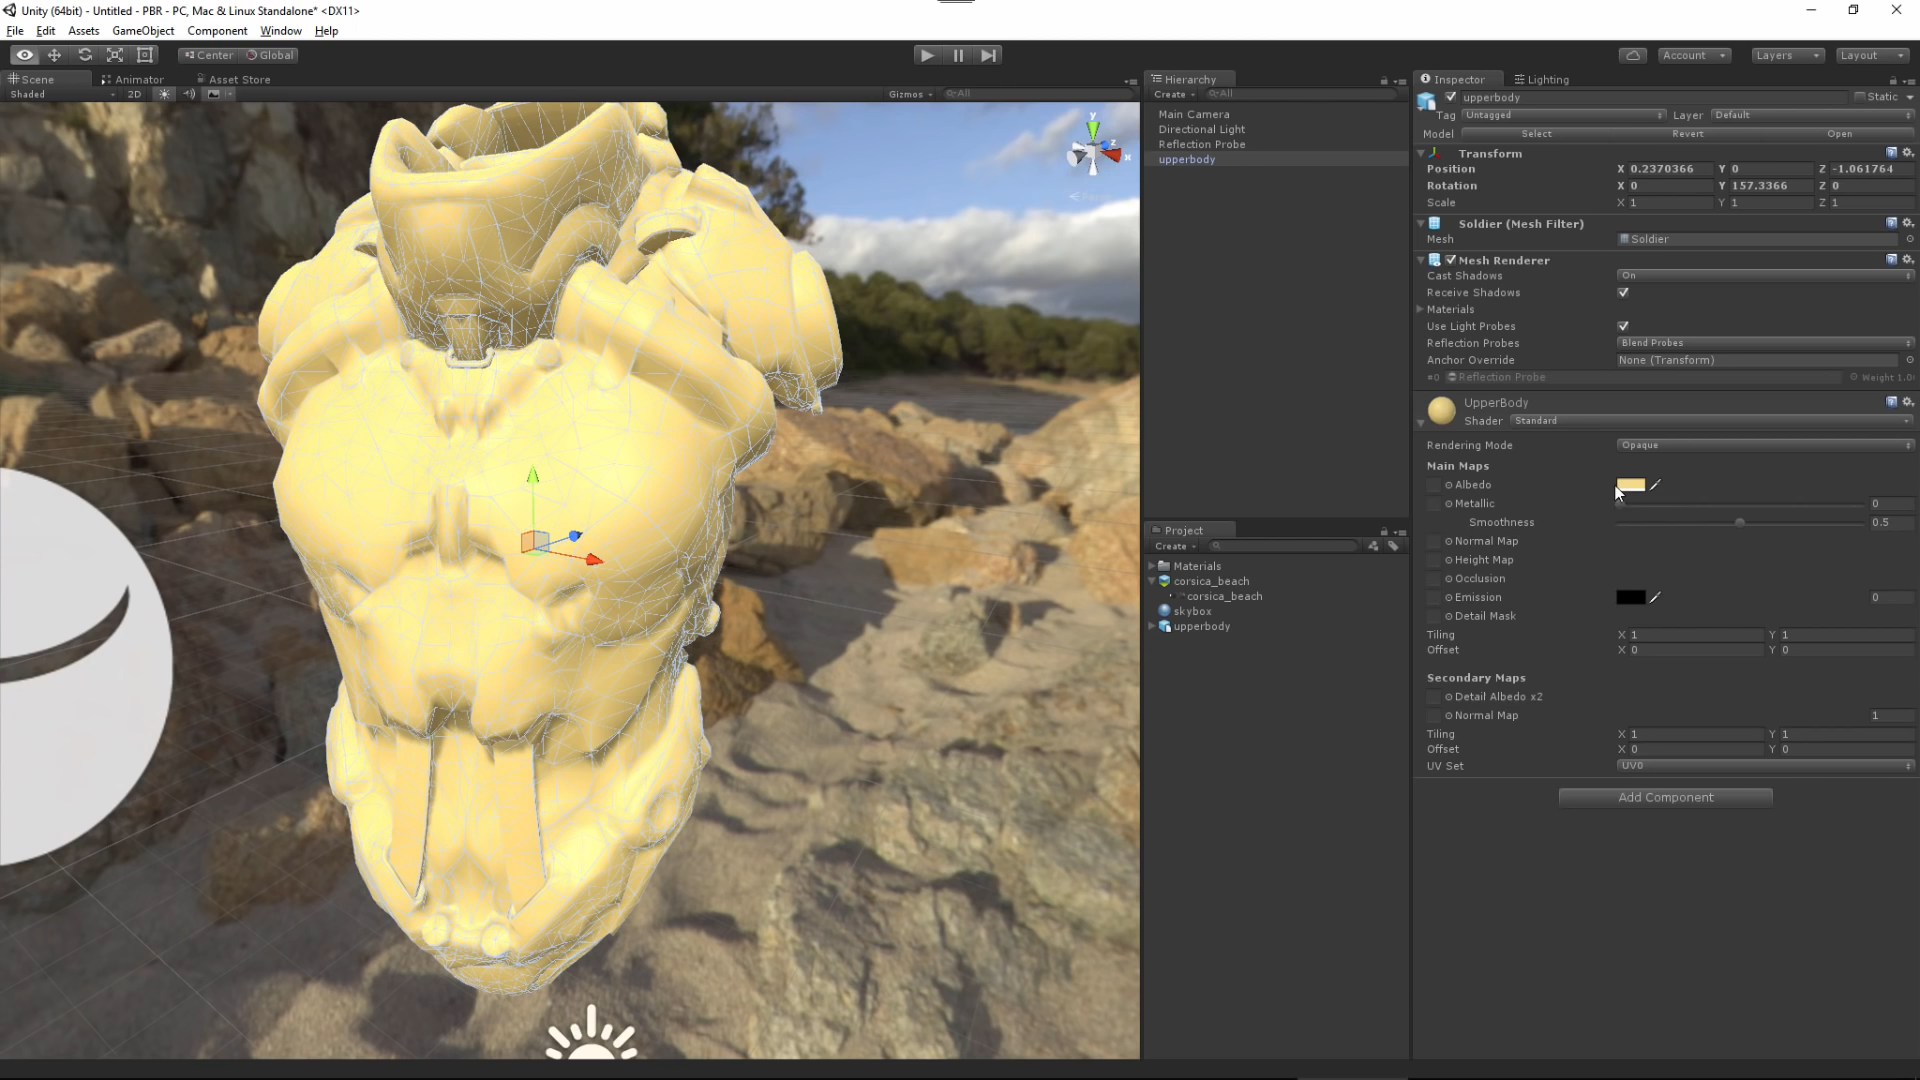 Unity (64bit) - Untitled - PBR - PC, Mac & Linux Standalone* <DX11>
File Edit Assets GameObject Component Window Help
Center Global Account Layers Layout
Scene Animator Asset Store
Shaded 2D Gizmos All
y
z
x
Hierarchy
Create All
Main Camera
Directional Light
Reflection Probe
upperbody
Project
Create
Materials
corsica_beach
corsica_beach
skybox
upperbody
Inspector Lighting
upperbody Static
Tag Untagged Layer Default
Model Select Revert Open
Transform
Position X 0.2370366 Y 0 Z -1.061764
Rotation X 0 Y 157.3366 Z 0
Scale X 1 Y 1 Z 1
Soldier (Mesh Filter)
Mesh Soldier
Mesh Renderer
Cast Shadows On
Receive Shadows
Materials
Use Light Probes
Reflection Probes Blend Probes
Anchor Override None (Transform)
#0 Reflection Probe Weight 1.0
UpperBody
Shader Standard
Rendering Mode Opaque
Main Maps
Albedo
Metallic 0
Smoothness 0.5
Normal Map
Height Map
Occlusion
Emission 0
Detail Mask
Tiling X 1 Y 1
Offset X 0 Y 0
Secondary Maps
Detail Albedo x2
Normal Map 1
Tiling X 1 Y 1
Offset X 0 Y 0
UV Set UV0
Add Component